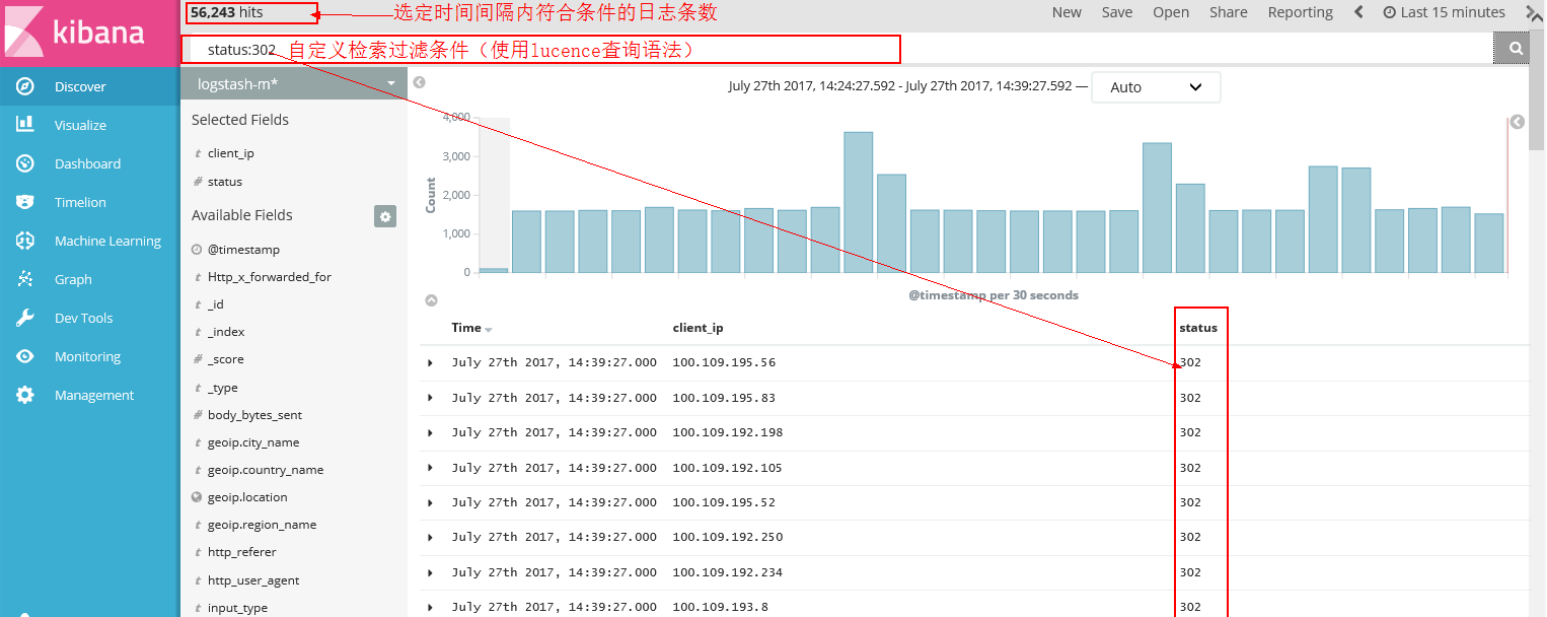 kibana
Discover
Visualize
Dashboard
Timelion
Machine Learning
Graph
Dev Tools
Monitoring
Management
56,243 hits
选定时间间隔内符合条件的日志条数
New Save Open Share Reporting Last 15 minutes
status:302 自定义检索过滤条件（使用lucence查询语法）
logstash-m*
Selected Fields
t client_ip
# status
Available Fields
@timestamp
t Http_x_forwarded_for
t _id
t _index
# _score
t _type
# body_bytes_sent
t geoip.city_name
t geoip.country_name
geoip.location
t geoip.region_name
t http_referer
t http_user_agent
t input_type
July 27th 2017, 14:24:27.592 - July 27th 2017, 14:39:27.592 — Auto
Count
4,000
3,000
2,000
1,000
0
@timestamp per 30 seconds
Time client_ip status
July 27th 2017, 14:39:27.000 100.109.195.56 302
July 27th 2017, 14:39:27.000 100.109.195.83 302
July 27th 2017, 14:39:27.000 100.109.192.198 302
July 27th 2017, 14:39:27.000 100.109.192.105 302
July 27th 2017, 14:39:27.000 100.109.195.52 302
July 27th 2017, 14:39:27.000 100.109.192.250 302
July 27th 2017, 14:39:27.000 100.109.192.234 302
July 27th 2017, 14:39:27.000 100.109.193.8 302